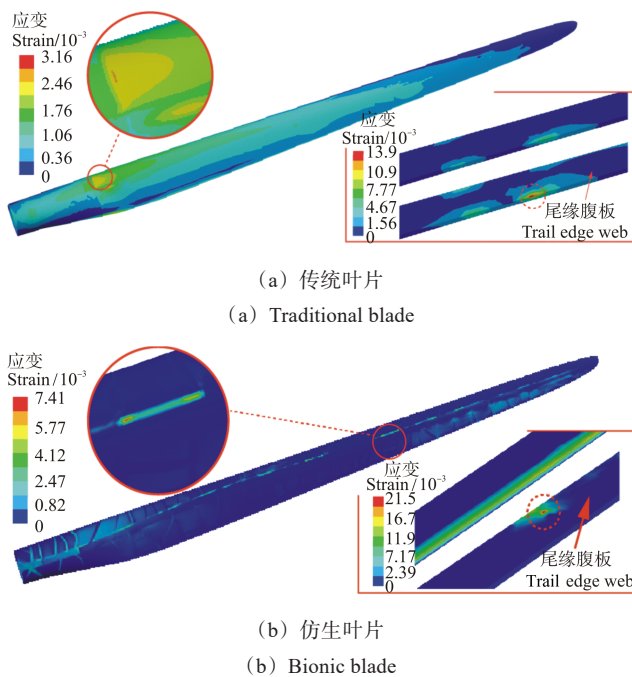 应变
Strain/10⁻³
3.16
2.46
1.76
1.06
0.36
0
应变
Strain/10⁻³
13.9
10.9
7.77
4.67
1.56
0
尾缘腹板
Trail edge web
（a）传统叶片
（a）Traditional blade
应变
Strain/10⁻³
7.41
5.77
4.12
2.47
0.82
0
应变
Strain/10⁻³
21.5
16.7
11.9
7.17
2.39
0
尾缘腹板
Trail edge web
（b）仿生叶片
（b）Bionic blade